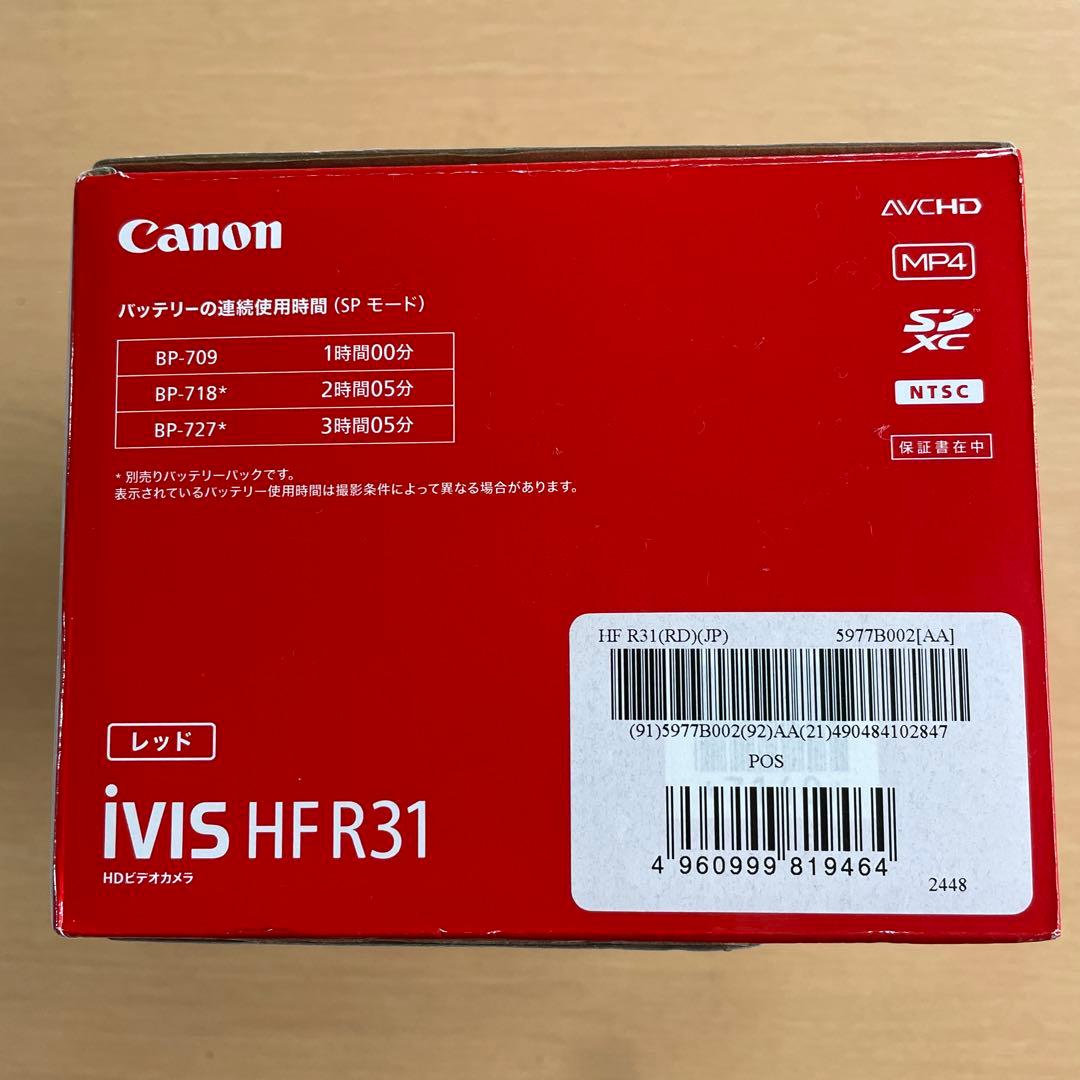 Canon
バッテリーの連続使用時間（SP モード）
BP-709 1時間00分
BP-718* 2時間05分
BP-727* 3時間05分
* 別売りバッテリーパックです。
表示されているバッテリー使用時間は撮影条件によって異なる場合があります。
AVCHD
MP4
SD
XC
NTSC
保証書在中
レッド
iVIS HF R31
HDビデオカメラ
HF R31(RD)(JP) 5977B002[AA]
(91)5977B002(92)AA(21)490484102847
POS
4 960999 819464
2448